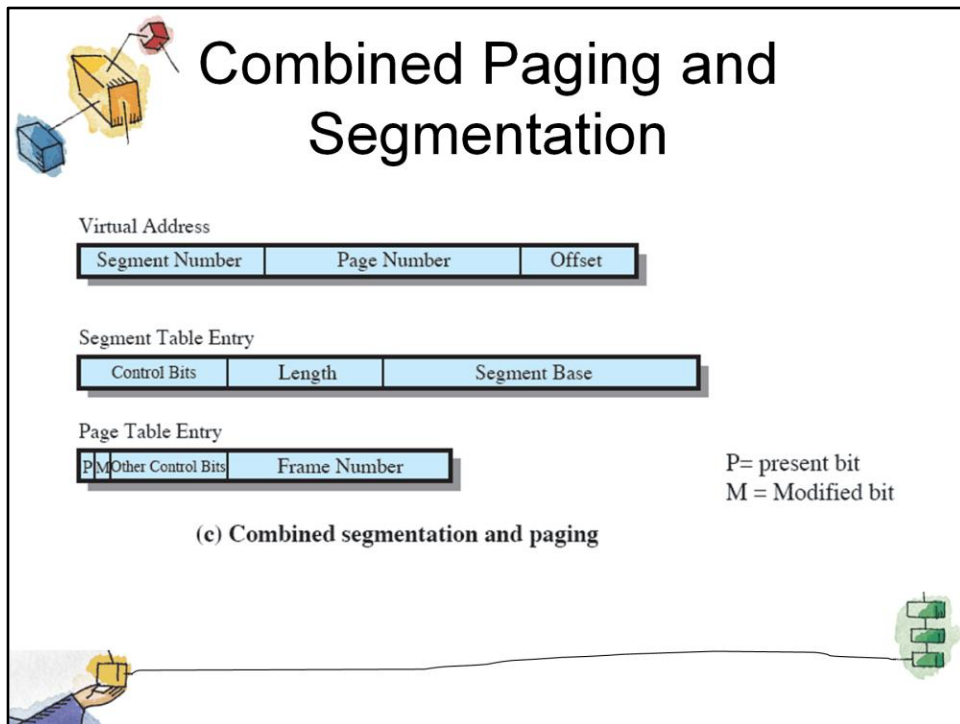 Combined Paging and
Segmentation
Virtual Address
Segment Number Page Number Offset
Segment Table Entry
Control Bits Length Segment Base
Page Table Entry
P M Other Control Bits Frame Number
P= present bit
M = Modified bit
(c) Combined segmentation and paging